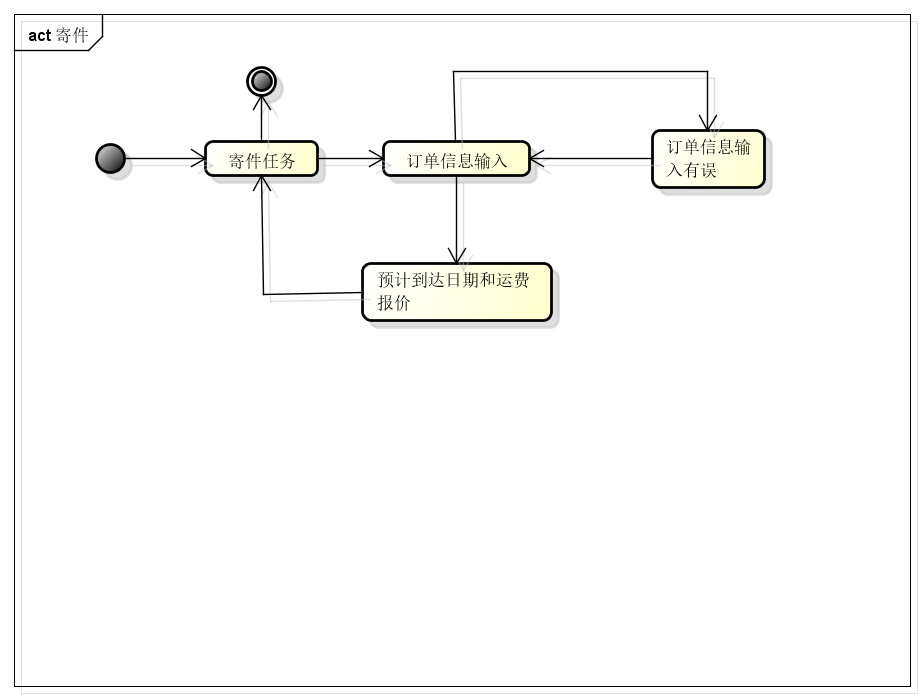 act 寄件
寄件任务
订单信息输入
订单信息输
入有误
预计到达日期和运费
报价